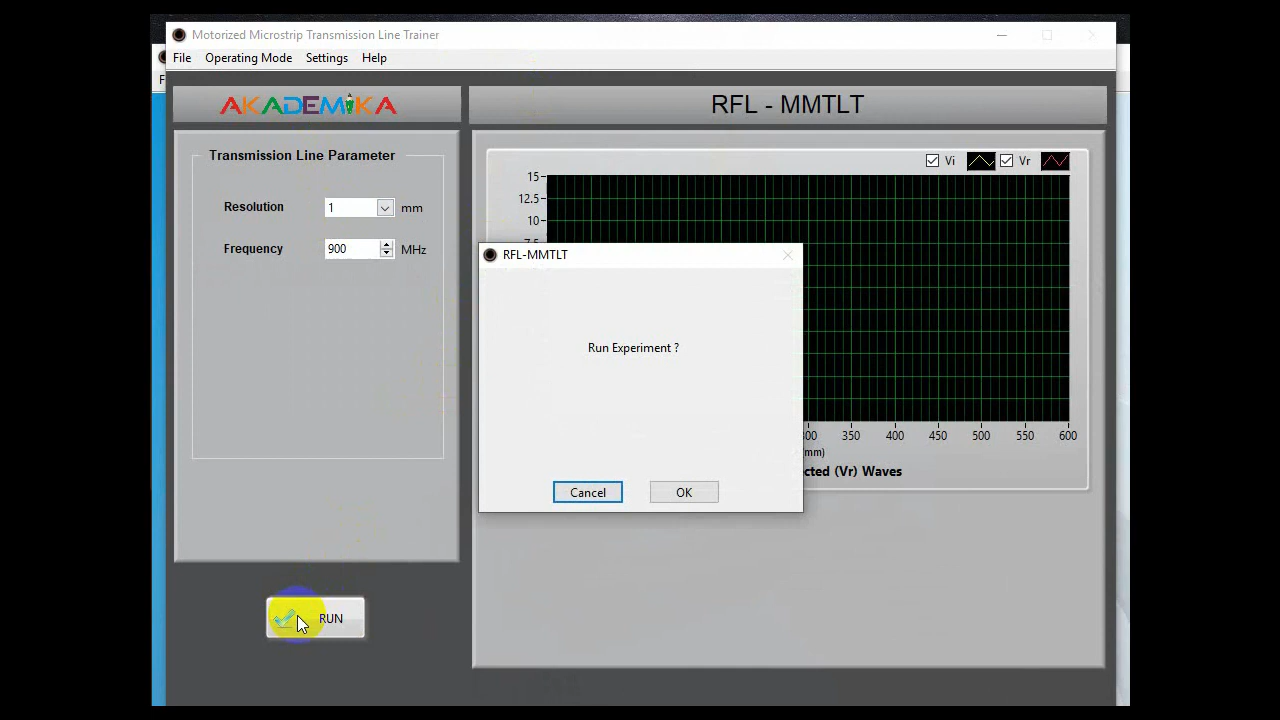 Motorized Microstrip Transmission Line Trainer
File Operating Mode Settings Help
F
AKADEMIKA
RFL - MMTLT
Transmission Line Parameter
Resolution 1 mm
Frequency 900 MHz
Vi Vr
15
12.5
10
RFL-MMTLT
Run Experiment ?
Cancel OK
350 400 450 500 550 600
mm)
ected (Vr) Waves
RUN